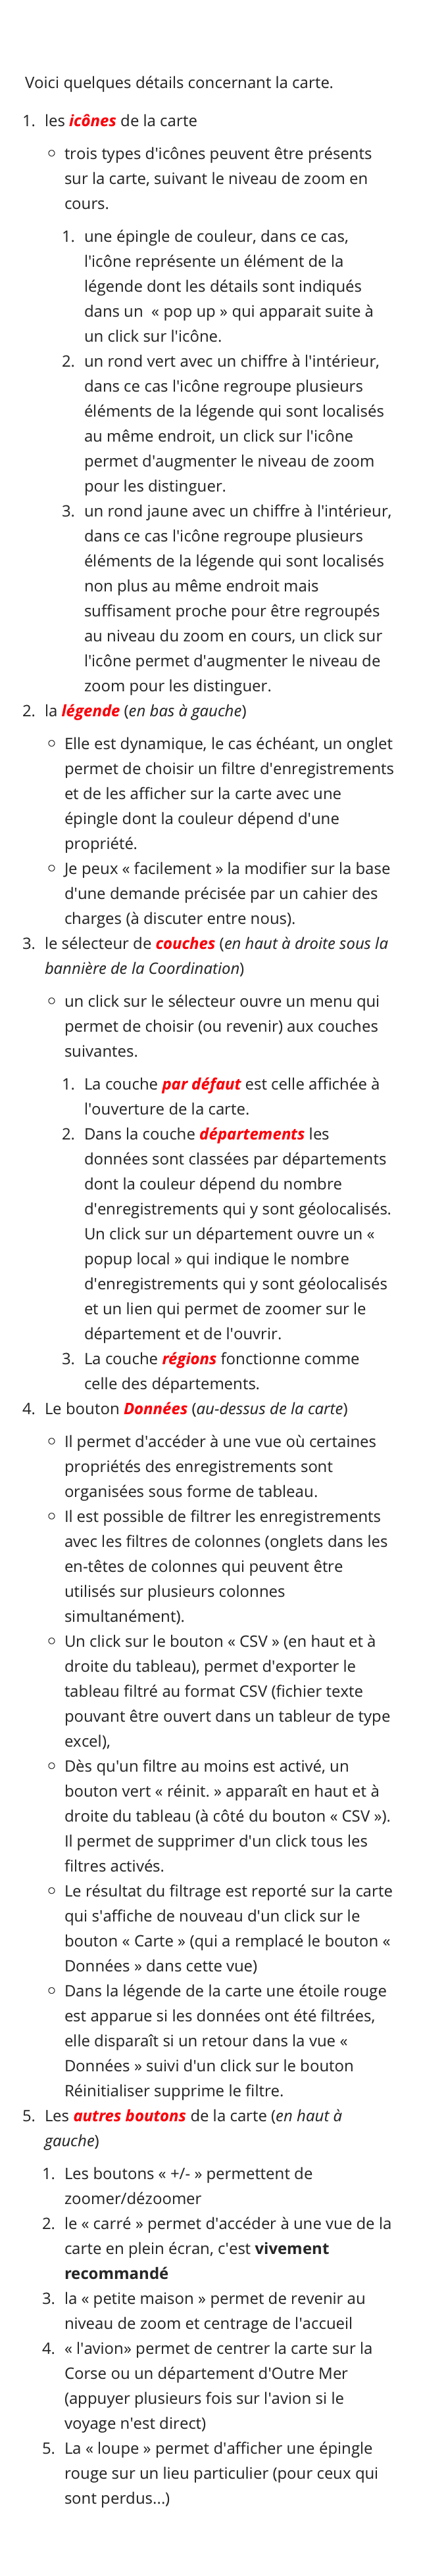 Voici quelques détails concernant la carte.
1. les icônes de la carte
○ trois types d'icônes peuvent être présents
sur la carte, suivant le niveau de zoom en
cours.
1. une épingle de couleur, dans ce cas,
l'icône représente un élément de la
légende dont les détails sont indiqués
dans un « pop up » qui apparait suite à
un click sur l'icône.
2. un rond vert avec un chiffre à l'intérieur,
dans ce cas l'icône regroupe plusieurs
éléments de la légende qui sont localisés
au même endroit, un click sur l'icône
permet d'augmenter le niveau de zoom
pour les distinguer.
3. un rond jaune avec un chiffre à l'intérieur,
dans ce cas l'icône regroupe plusieurs
éléments de la légende qui sont localisés
non plus au même endroit mais
suffisament proche pour être regroupés
au niveau du zoom en cours, un click sur
l'icône permet d'augmenter le niveau de
zoom pour les distinguer.
2. la légende (en bas à gauche)
○ Elle est dynamique, le cas échéant, un onglet
permet de choisir un filtre d'enregistrements
et de les afficher sur la carte avec une
épingle dont la couleur dépend d'une
propriété.
○ Je peux « facilement » la modifier sur la base
d'une demande précisée par un cahier des
charges (à discuter entre nous).
3. le sélecteur de couches (en haut à droite sous la
bannière de la Coordination)
○ un click sur le sélecteur ouvre un menu qui
permet de choisir (ou revenir) aux couches
suivantes.
1. La couche par défaut est celle affichée à
l'ouverture de la carte.
2. Dans la couche départements les
données sont classées par départements
dont la couleur dépend du nombre
d'enregistrements qui y sont géolocalisés.
Un click sur un département ouvre un «
popup local » qui indique le nombre
d'enregistrements qui y sont géolocalisés
et un lien qui permet de zoomer sur le
département et de l'ouvrir.
3. La couche régions fonctionne comme
celle des départements.
4. Le bouton Données (au-dessus de la carte)
○ Il permet d'accéder à une vue où certaines
propriétés des enregistrements sont
organisées sous forme de tableau.
○ Il est possible de filtrer les enregistrements
avec les filtres de colonnes (onglets dans les
en-têtes de colonnes qui peuvent être
utilisés sur plusieurs colonnes
simultanément).
○ Un click sur le bouton « CSV » (en haut et à
droite du tableau), permet d'exporter le
tableau filtré au format CSV (fichier texte
pouvant être ouvert dans un tableur de type
excel),
○ Dès qu'un filtre au moins est activé, un
bouton vert « réinit. » apparaît en haut et à
droite du tableau (à côté du bouton « CSV »).
Il permet de supprimer d'un click tous les
filtres activés.
○ Le résultat du filtrage est reporté sur la carte
qui s'affiche de nouveau d'un click sur le
bouton « Carte » (qui a remplacé le bouton «
Données » dans cette vue)
○ Dans la légende de la carte une étoile rouge
est apparue si les données ont été filtrées,
elle disparaît si un retour dans la vue «
Données » suivi d'un click sur le bouton
Réinitialiser supprime le filtre.
5. Les autres boutons de la carte (en haut à
gauche)
1. Les boutons « +/- » permettent de
zoomer/dézoomer
2. le « carré » permet d'accéder à une vue de la
carte en plein écran, c'est vivement
recommandé
3. la « petite maison » permet de revenir au
niveau de zoom et centrage de l'accueil
4. « l'avion» permet de centrer la carte sur la
Corse ou un département d'Outre Mer
(appuyer plusieurs fois sur l'avion si le
voyage n'est direct)
5. La « loupe » permet d'afficher une épingle
rouge sur un lieu particulier (pour ceux qui
sont perdus...)